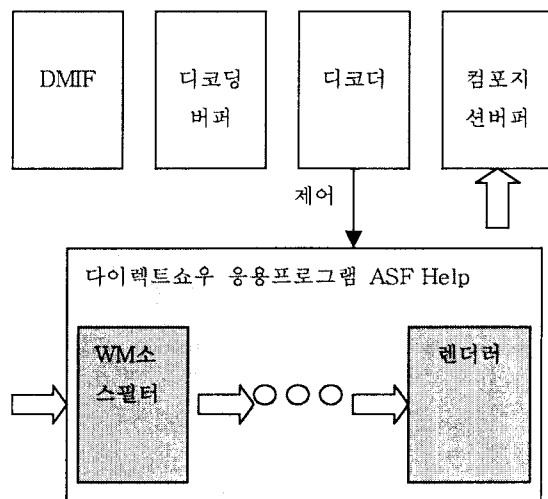 DMIF
디코딩
버퍼
디코더
컴포지
션버퍼
제어
다이렉트쇼우 응용프로그램 ASF Help
WM소
스필터
렌더러